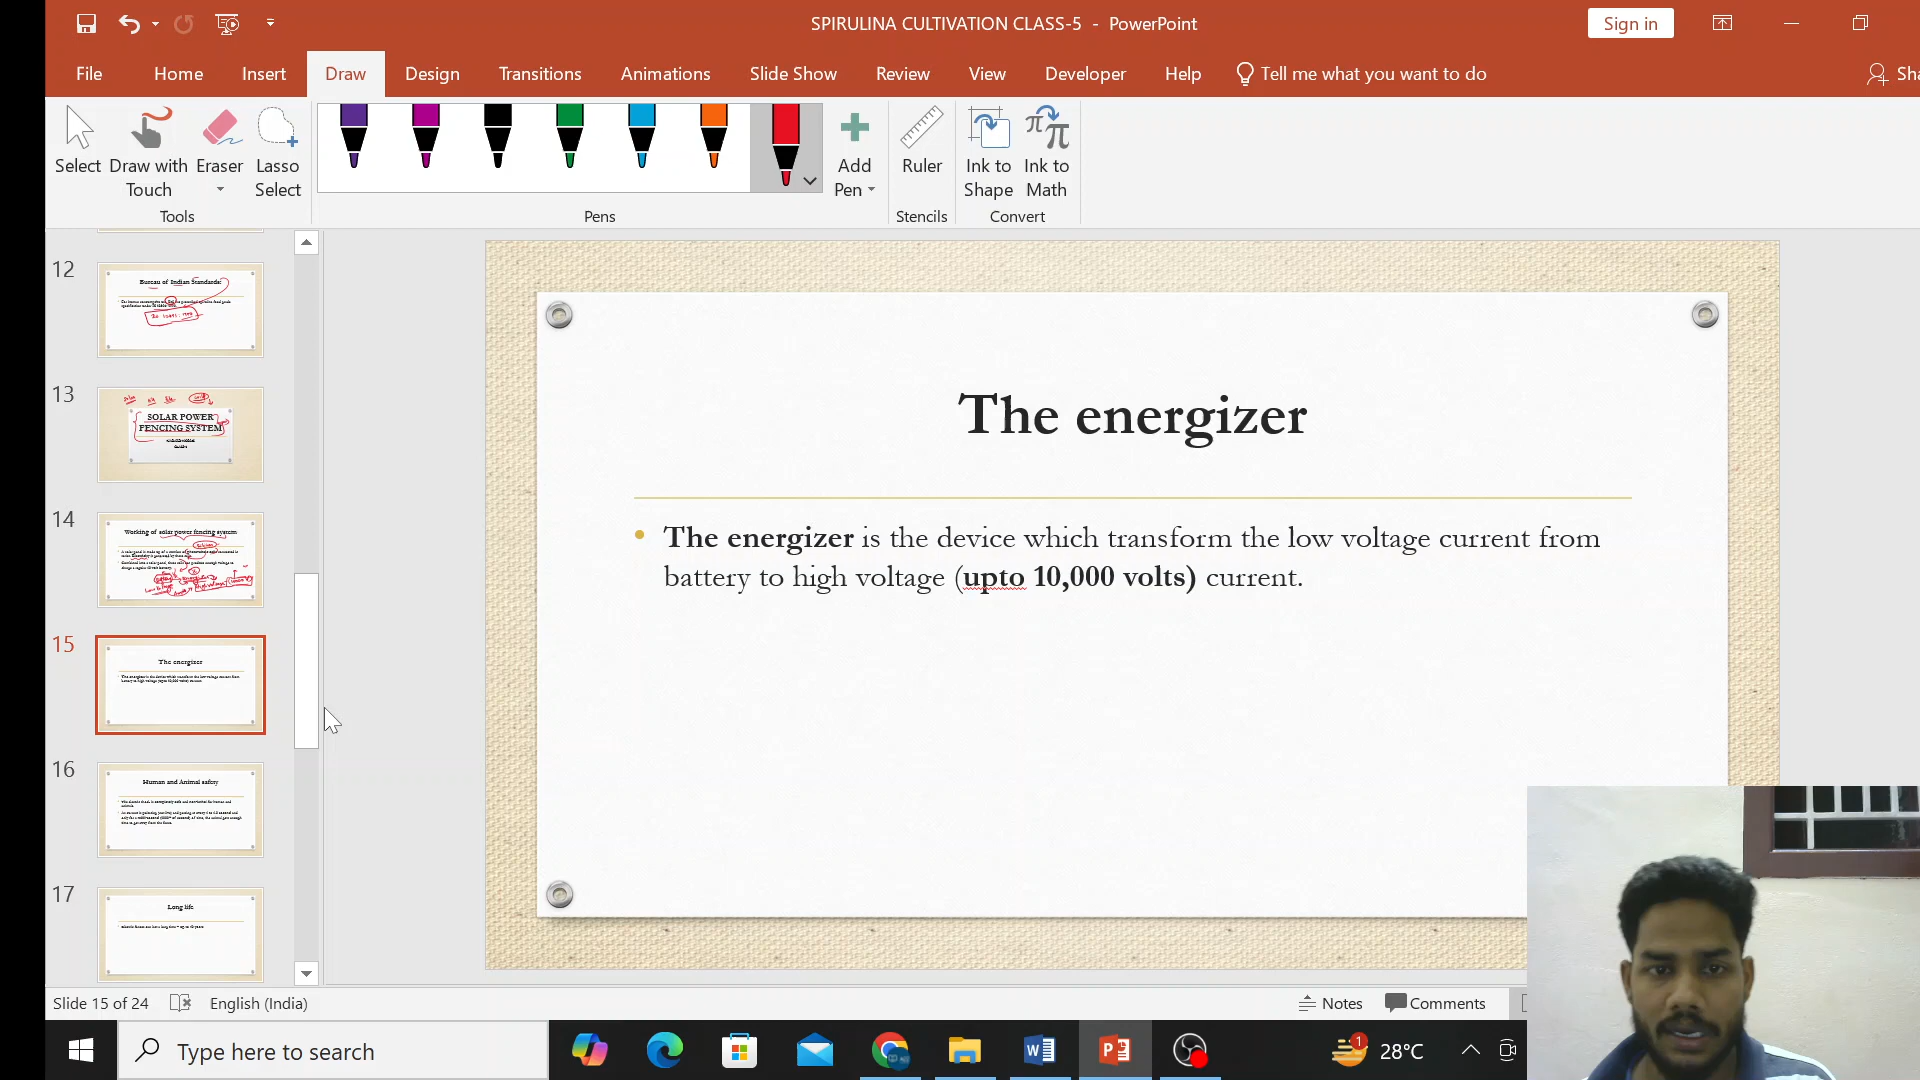 SPIRULINA CULTIVATION CLASS-5 - PowerPoint
Sign in
File Home Insert Draw Design Transitions Animations Slide Show Review View Developer Help Tell me what you want to do Sha
Select
Draw with
Touch
Eraser
Lasso
Select
Add
Pen
Ruler
Ink to
Shape
Ink to
Math
Tools
Pens
Stencils
Convert
12
Bureau of Indian Standards:
13
SOLAR POWER
FENCING SYSTEM
14
Working of solar power fencing system
15
The energizer
16
Human and Animal safety
17
Long life
The energizer
The energizer is the device which transform the low voltage current from
battery to high voltage (upto 10,000 volts) current.
Slide 15 of 24
English (India)
Notes
Comments
Type here to search
1
28°C